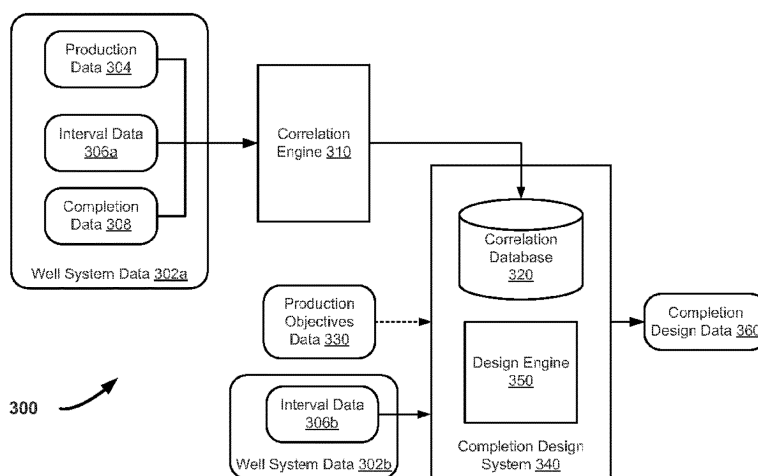 Production
Data 304
Interval Data
306a
Completion
Data 308
Well System Data 302a
Correlation
Engine 310
Correlation
Database
320
Production
Objectives
Data 330
Design Engine
350
Completion
Design Data 360
300
Interval Data
306b
Well System Data 302b
Completion Design
System 340